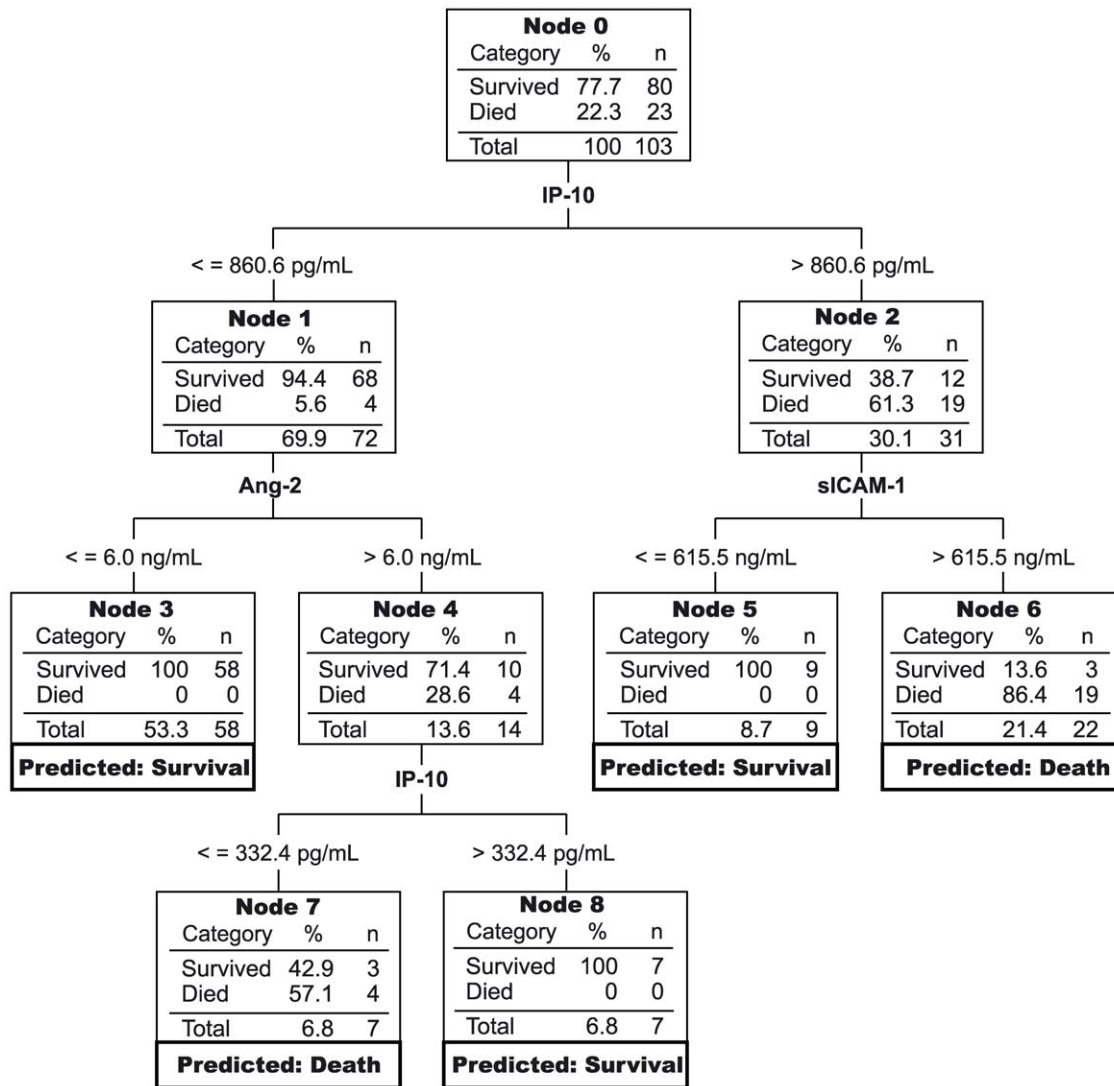 Node 0
Category % n
Survived 77.7 80
Died 22.3 23
Total 100 103
IP-10
< = 860.6 pg/mL
> 860.6 pg/mL
Node 1
Category % n
Survived 94.4 68
Died 5.6 4
Total 69.9 72
Node 2
Category % n
Survived 38.7 12
Died 61.3 19
Total 30.1 31
Ang-2
sICAM-1
< = 6.0 ng/mL
> 6.0 ng/mL
< = 615.5 ng/mL
> 615.5 ng/mL
Node 3
Category % n
Survived 100 58
Died 0 0
Total 53.3 58
Predicted: Survival
Node 4
Category % n
Survived 71.4 10
Died 28.6 4
Total 13.6 14
Node 5
Category % n
Survived 100 9
Died 0 0
Total 8.7 9
Predicted: Survival
Node 6
Category % n
Survived 13.6 3
Died 86.4 19
Total 21.4 22
Predicted: Death
IP-10
< = 332.4 pg/mL
> 332.4 pg/mL
Node 7
Category % n
Survived 42.9 3
Died 57.1 4
Total 6.8 7
Predicted: Death
Node 8
Category % n
Survived 100 7
Died 0 0
Total 6.8 7
Predicted: Survival